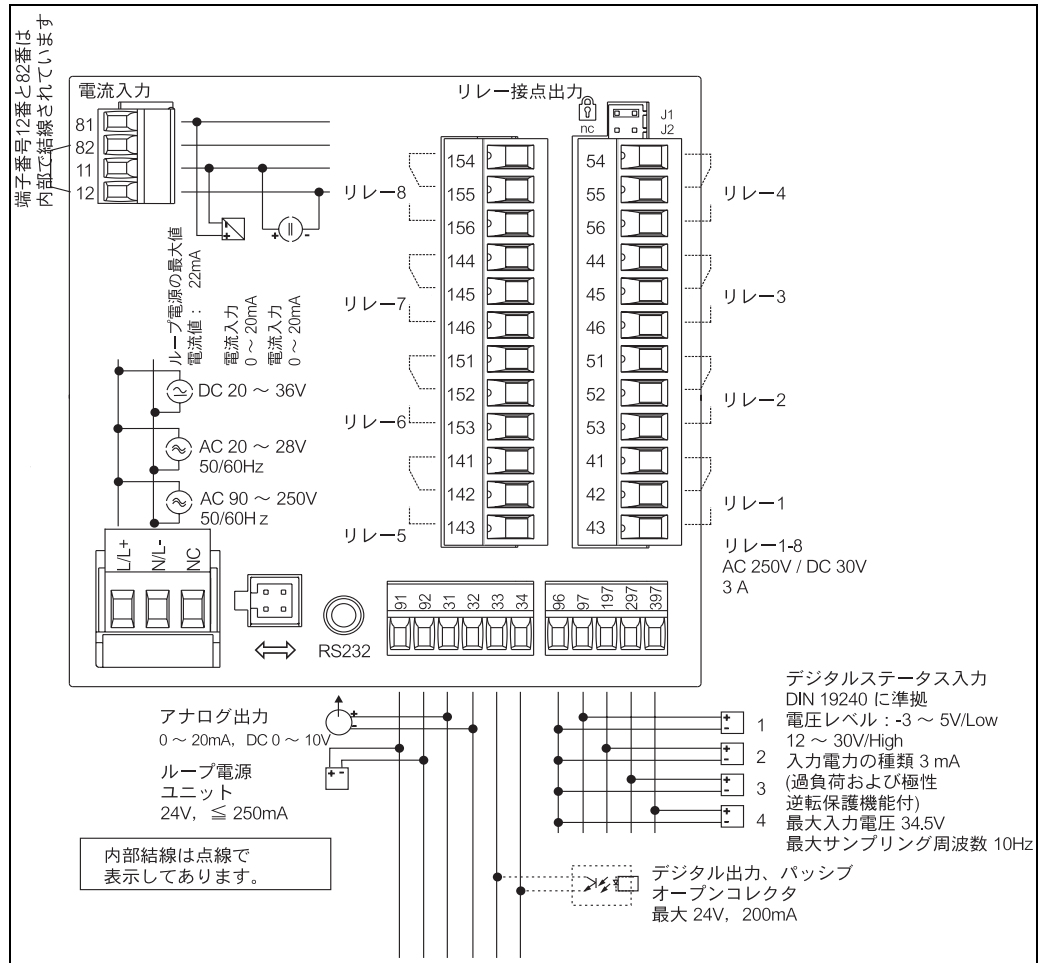 端子番号12番と82番は
内部で結線されています
電流入力
81
82
11
12
+
-
+
-
ループ電源の最大値
電流値： 22mA
電流入力
0～20mA
電流入力
0～20mA
リレー接点出力
nc
J1
J2
154
155
156
144
145
146
151
152
153
141
142
143
リレー8
リレー7
リレー6
リレー5
54
55
56
44
45
46
51
52
53
41
42
43
リレー4
リレー3
リレー2
リレー1
リレー1-8
AC 250V / DC 30V
3 A
DC 20 ～ 36V
AC 20 ～ 28V
50/60Hz
AC 90 ～ 250V
50/60Hz
L/L+
N/L-
NC
RS232
91
92
31
32
33
34
96
97
197
297
397
アナログ出力
0 ～ 20mA，DC 0 ～ 10V
+
-
ループ電源
ユニット
24V，≦ 250mA
+ -
内部結線は点線で
表示してあります。
+
-
1
+
-
2
+
-
3
+
-
4
デジタルステータス入力
DIN 19240 に準拠
電圧レベル：-3 ～ 5V/Low
12 ～ 30V/High
入力電力の種類 3 mA
(過負荷および極性
逆転保護機能付)
最大入力電圧 34.5V
最大サンプリング周波数 10Hz
デジタル出力、パッシブ
オープンコレクタ
最大 24V，200mA